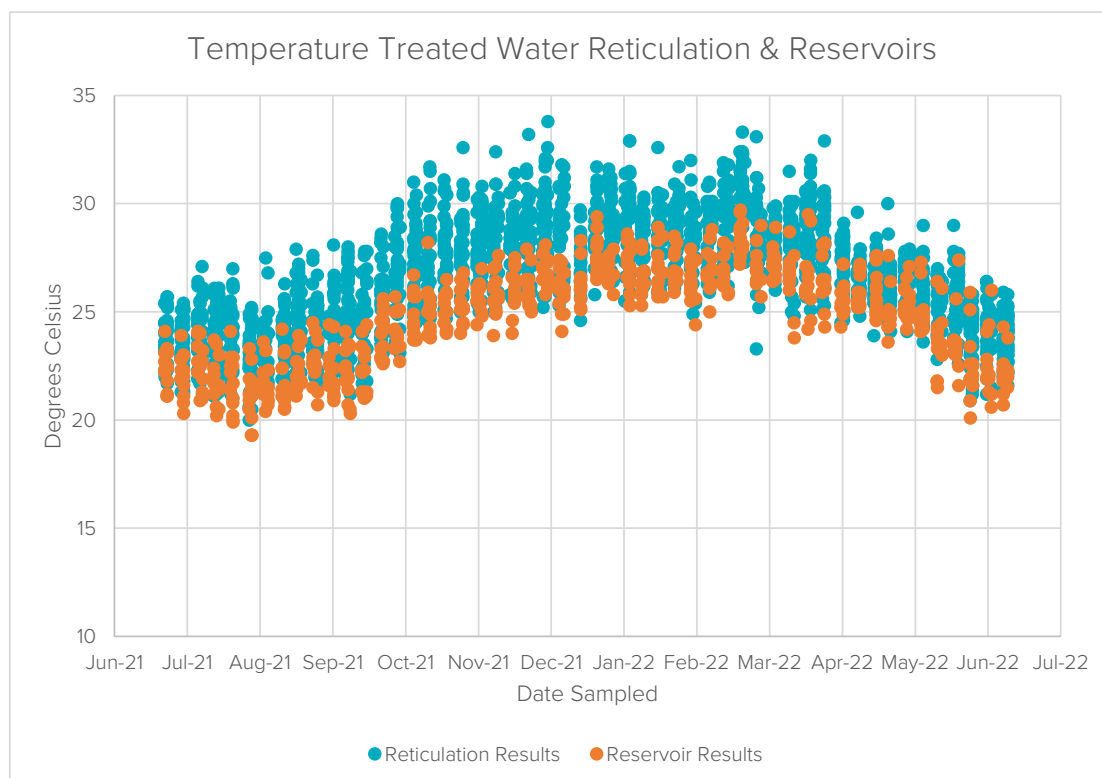 Temperature Treated Water Reticulation & Reservoirs
35
30
25
20
15
10
Degrees Celsius
Jun-21 Jul-21 Aug-21 Sep-21 Oct-21 Nov-21 Dec-21 Jan-22 Feb-22 Mar-22 Apr-22 May-22 Jun-22 Jul-22
Date Sampled
Reticulation Results Reservoir Results